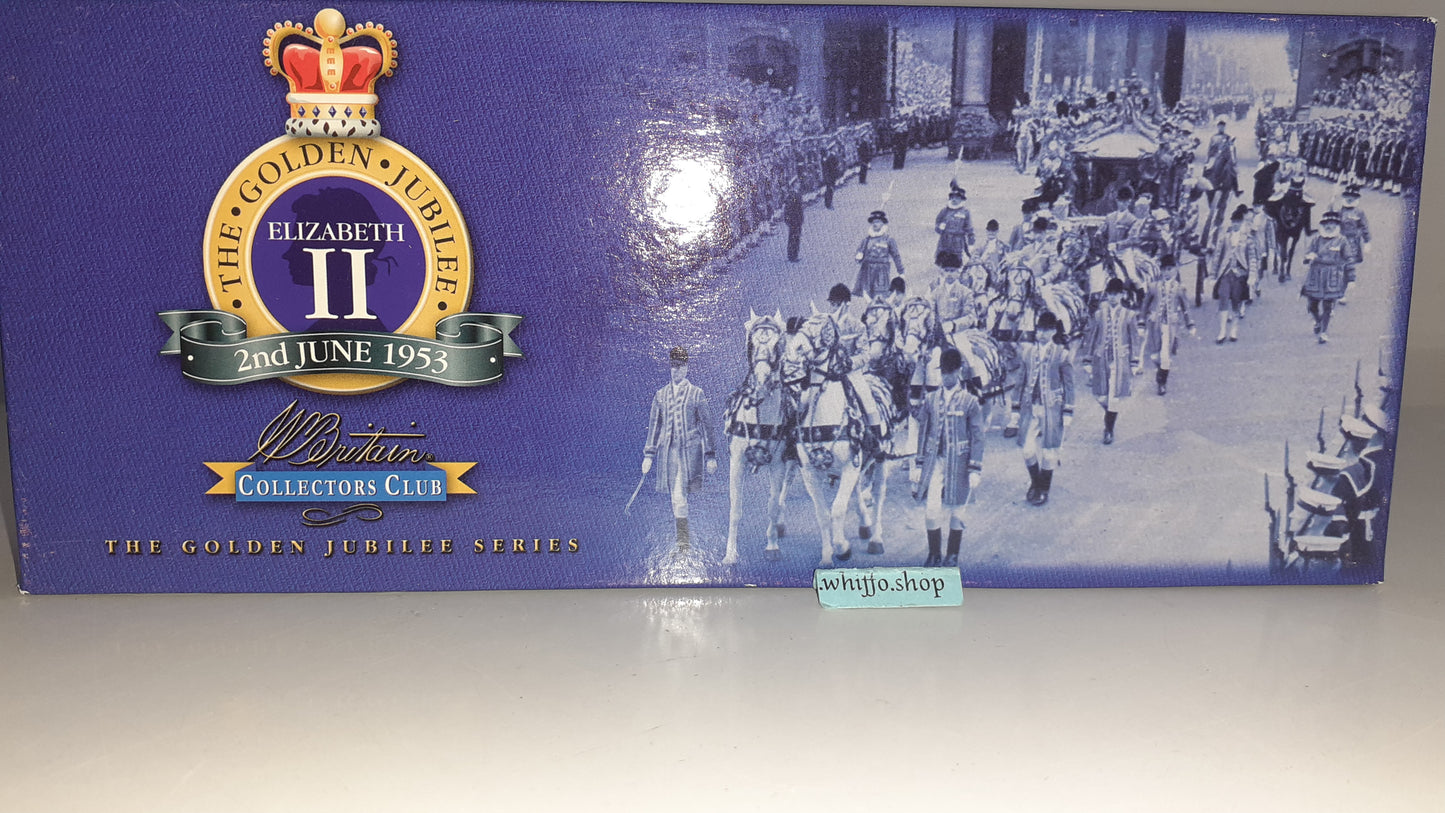 THE • GOLDEN • JUBILEE
ELIZABETH
II
• 2nd JUNE 1953 •
W Britain®
COLLECTORS CLUB
THE GOLDEN JUBILEE SERIES
.whiffo.shop